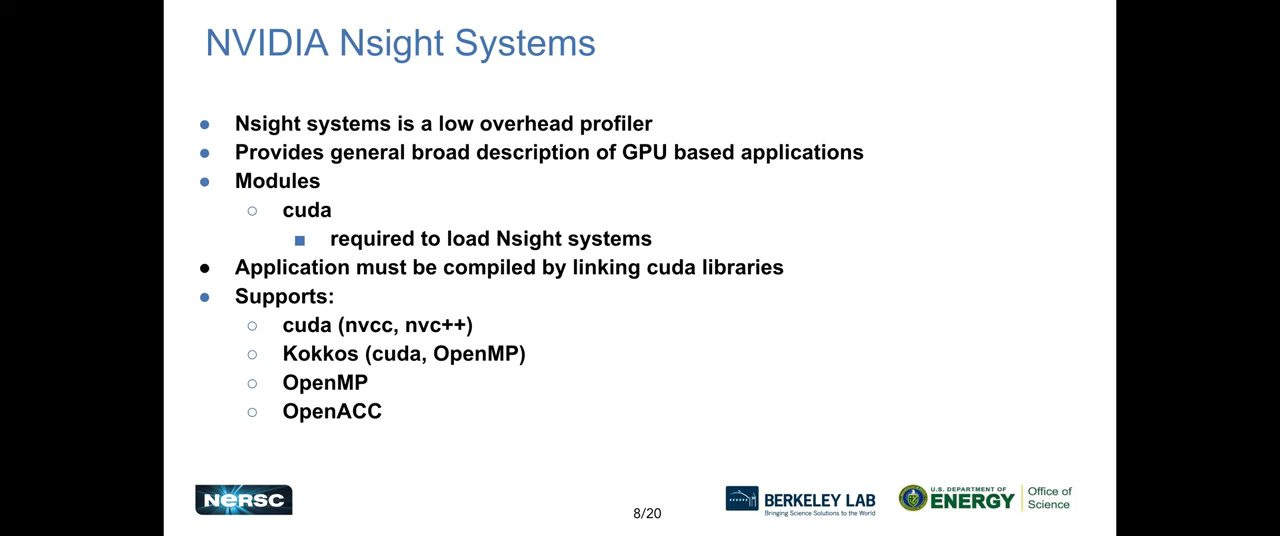 NVIDIA Nsight Systems
● Nsight systems is a low overhead profiler
● Provides general broad description of GPU based applications
● Modules
○ cuda
■ required to load Nsight systems
● Application must be compiled by linking cuda libraries
● Supports:
○ cuda (nvcc, nvc++)
○ Kokkos (cuda, OpenMP)
○ OpenMP
○ OpenACC
NERSC
8/20
BERKELEY LAB
Bringing Science Solutions to the World
U.S. DEPARTMENT OF
ENERGY
Office of
Science